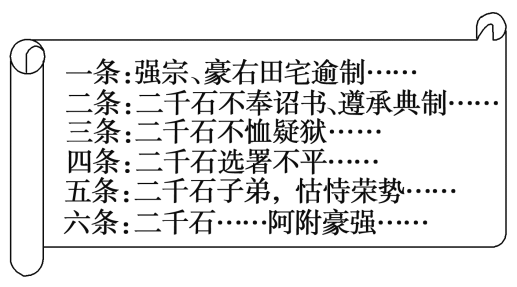 一条:强宗、豪右田宅逾制……
二条:二千石不奉诏书、遵承典制……
三条:二千石不恤疑狱……
四条:二千石选署不平……
五条:二千石子弟，怙恃荣势……
六条:二千石……阿附豪强……